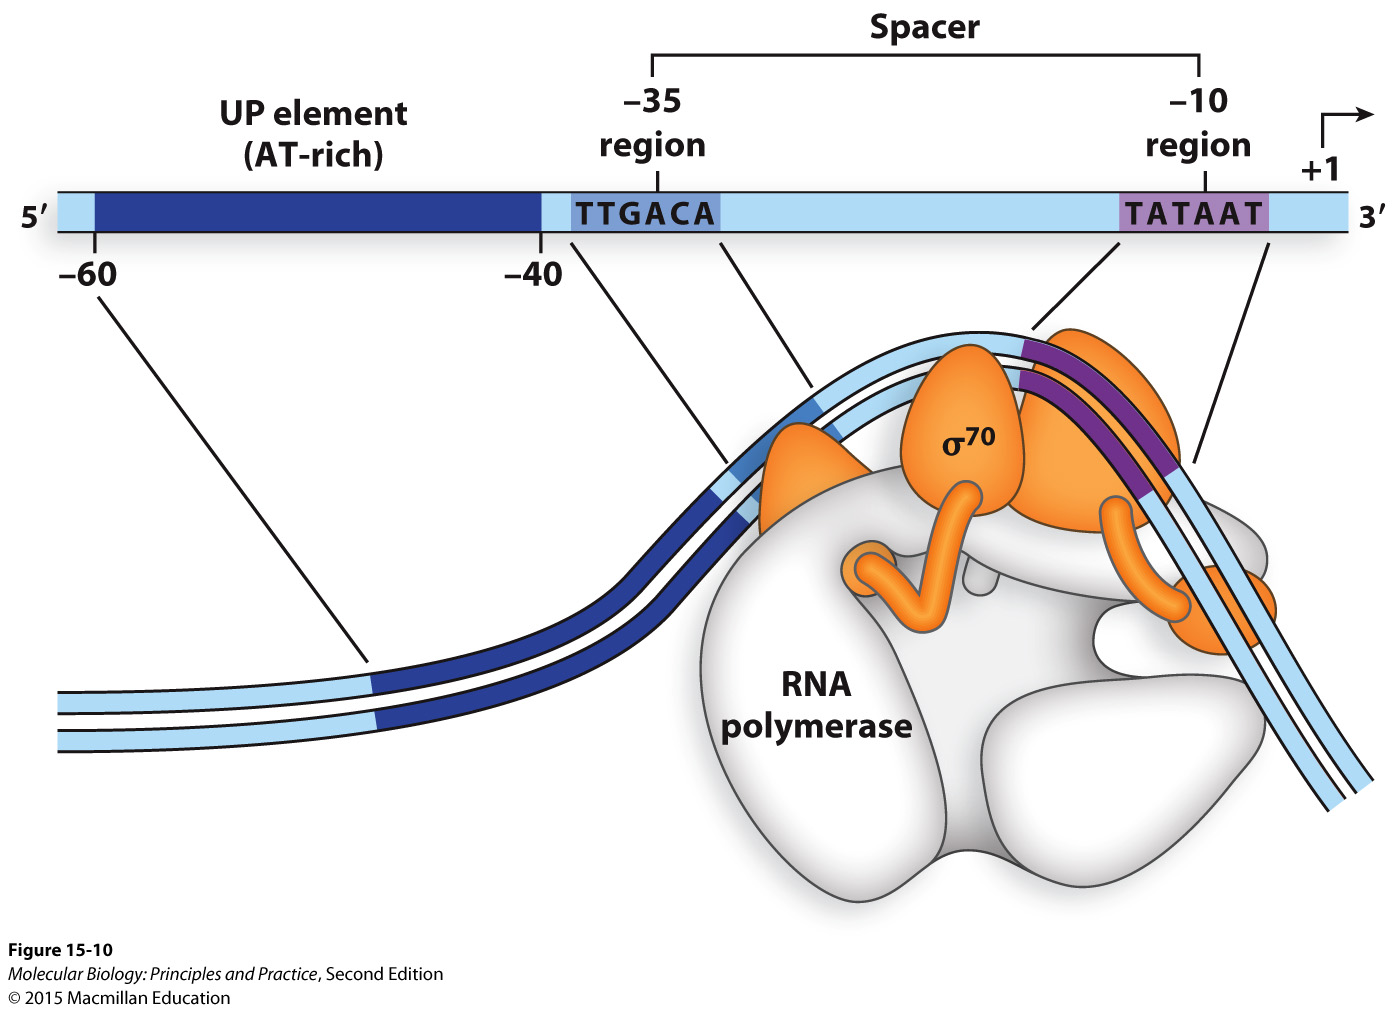 Spacer
UP element
(AT-rich)
–35
region
–10
region
+1
5′
TTGACA
TATAAT
3′
–60
–40
σ70
RNA
polymerase
Figure 15-10
Molecular Biology: Principles and Practice, Second Edition
© 2015 Macmillan Education